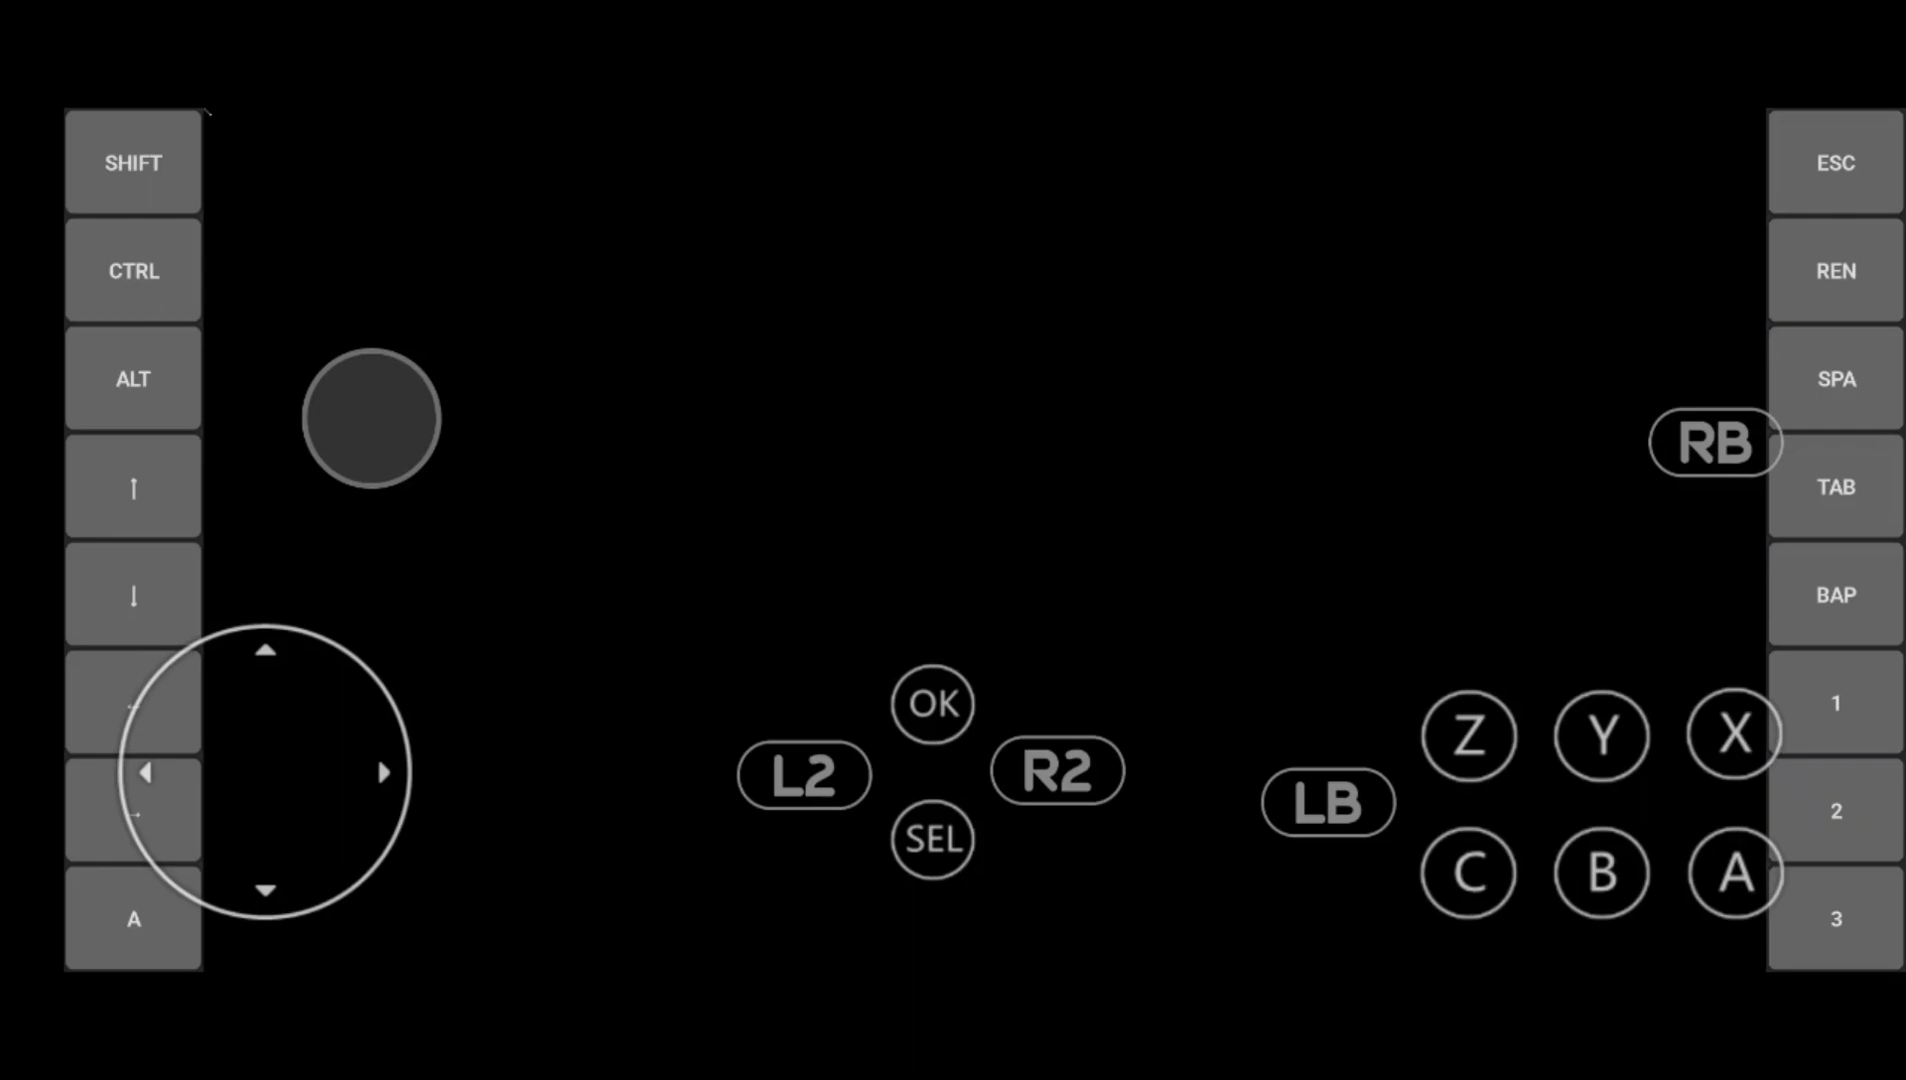 SHIFT
CTRL
ALT
↑
↓
←
→
A
OK
L2
R2
SEL
LB
RB
Z
Y
X
C
B
A
ESC
REN
SPA
TAB
BAP
1
2
3